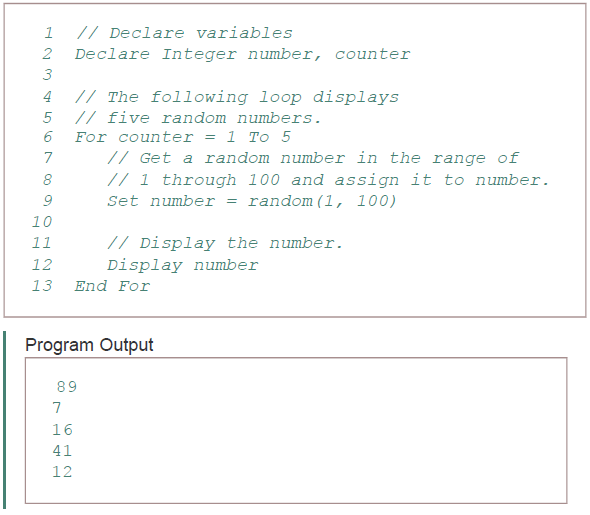 1 // Declare variables
2 Declare Integer number, counter
3
4 // The following loop displays
5 // five random numbers.
6 For counter = 1 To 5
7 // Get a random number in the range of
8 // 1 through 100 and assign it to number.
9 Set number = random(1, 100)
10
11 // Display the number.
12 Display number
13 End For
Program Output
89
7
16
41
12